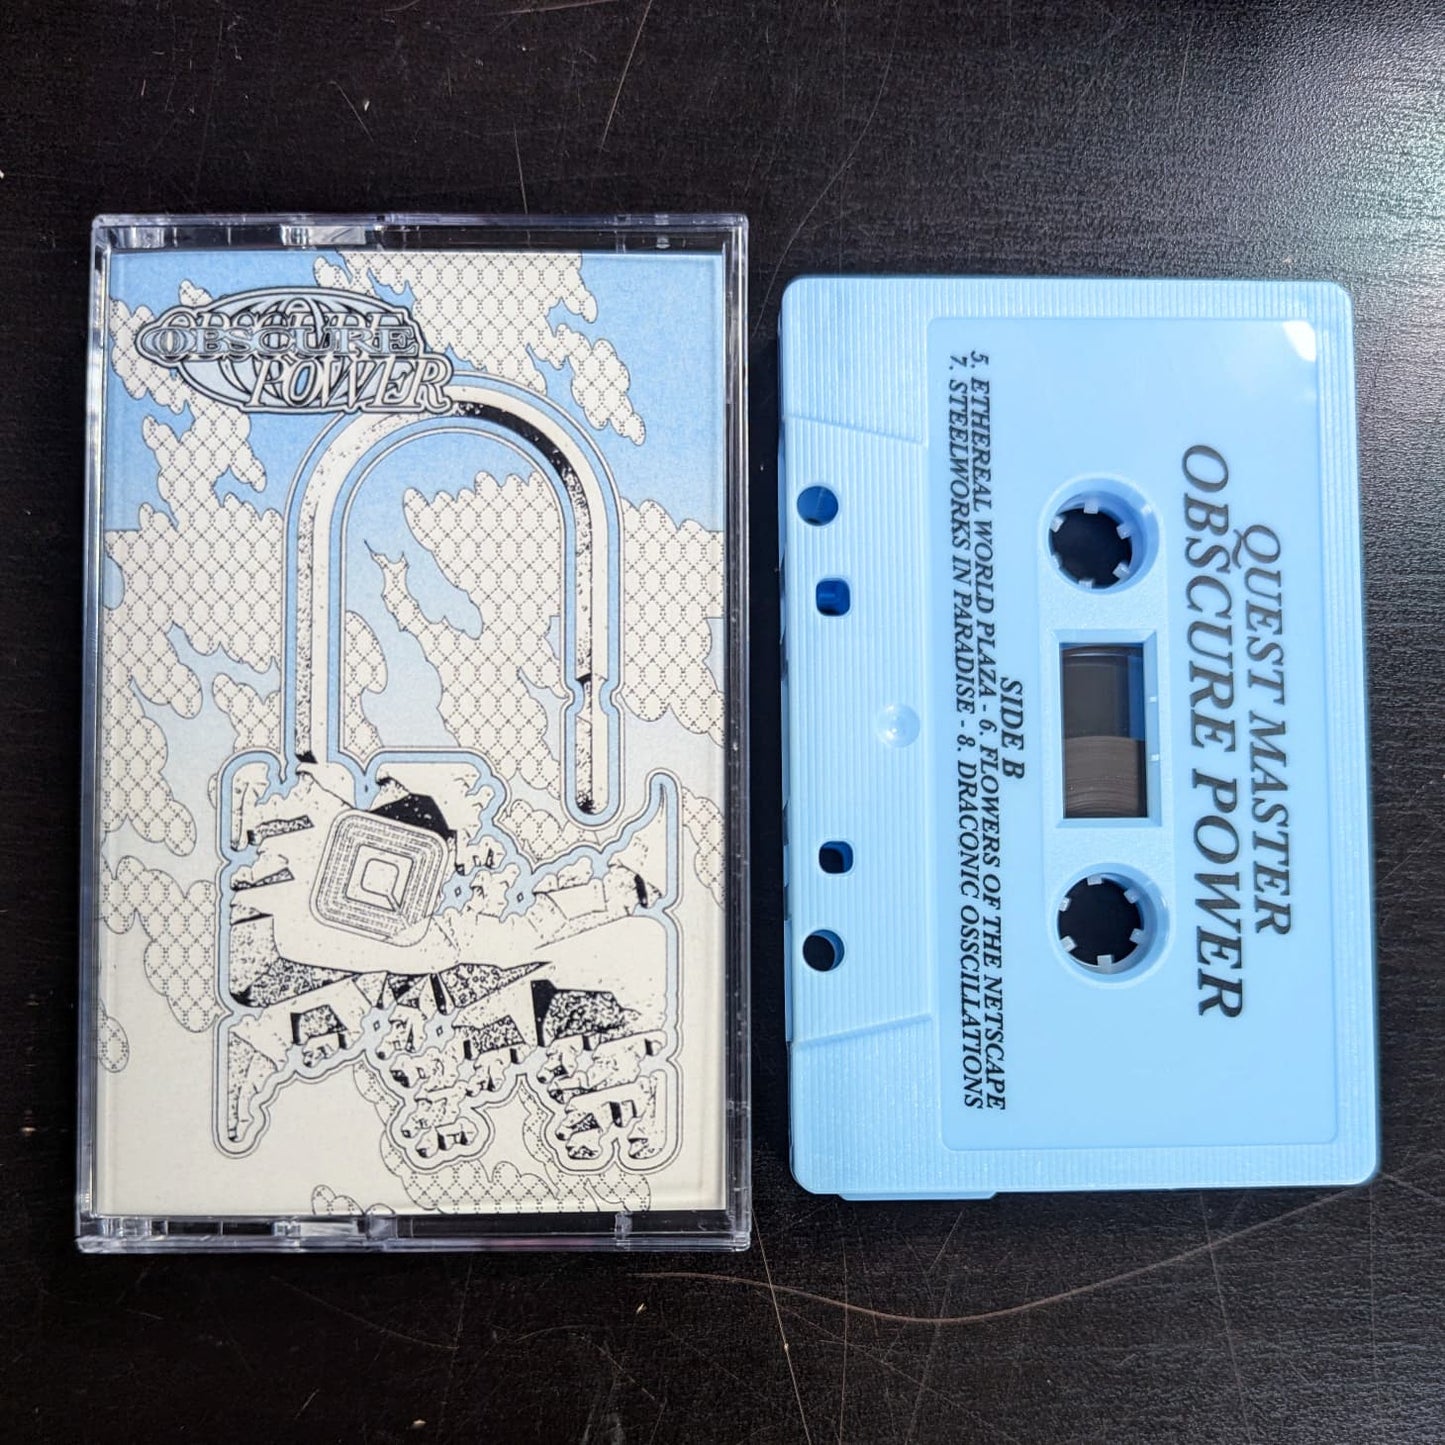 OBSCURE
POWER
QUEST MASTER
OBSCURE POWER
SIDE B
5. ETHEREAL WORLD PLAZA - 6. FLOWERS OF THE NETSCAPE
7. STEELWORKS IN PARADISE - 8. DRACONIC OSSCILLATIONS